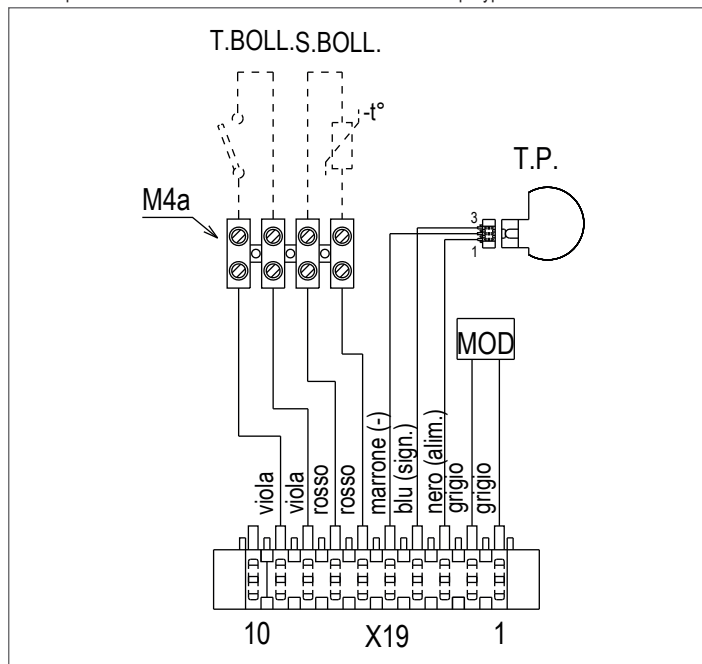 T.BOLL. S.BOLL.
-t°
T.P.
M4a
3
1
MOD
viola
viola
rosso
rosso
marrone (-)
blu (sign.)
nero (alim.)
grigio
grigio
10
X19
1